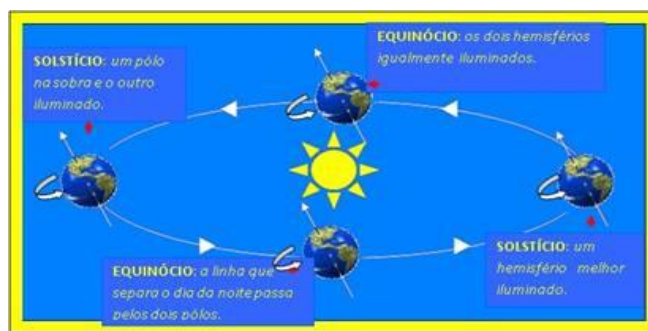 SOLSTÍCIO: um pólo
na sobra e o outro
iluminado.
EQUINÓCIO: os dois hemisférios
igualmente iluminados.
EQUINÓCIO: a linha que
separa o dia da noite passa
pelos dois pólos.
SOLSTÍCIO: um
hemisfério melhor
iluminado.